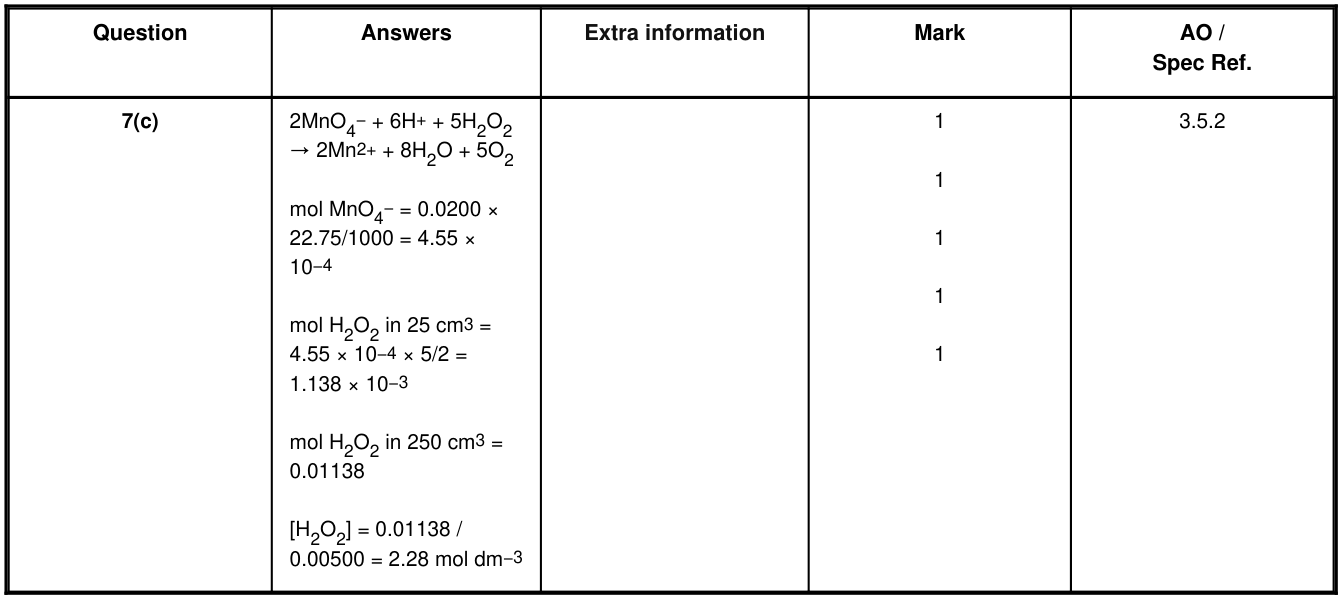 Question Answers Extra information Mark AO /
Spec Ref.
7(c) 2MnO4– + 6H+ + 5H2O2 1 3.5.2
→ 2Mn2+ + 8H2O + 5O2
1
mol MnO4– = 0.0200 ×
22.75/1000 = 4.55 × 1
10–4
1
mol H2O2 in 25 cm3 =
4.55 × 10–4 × 5/2 = 1
1.138 × 10–3
mol H2O2 in 250 cm3 =
0.01138
[H2O2] = 0.01138 /
0.00500 = 2.28 mol dm–3